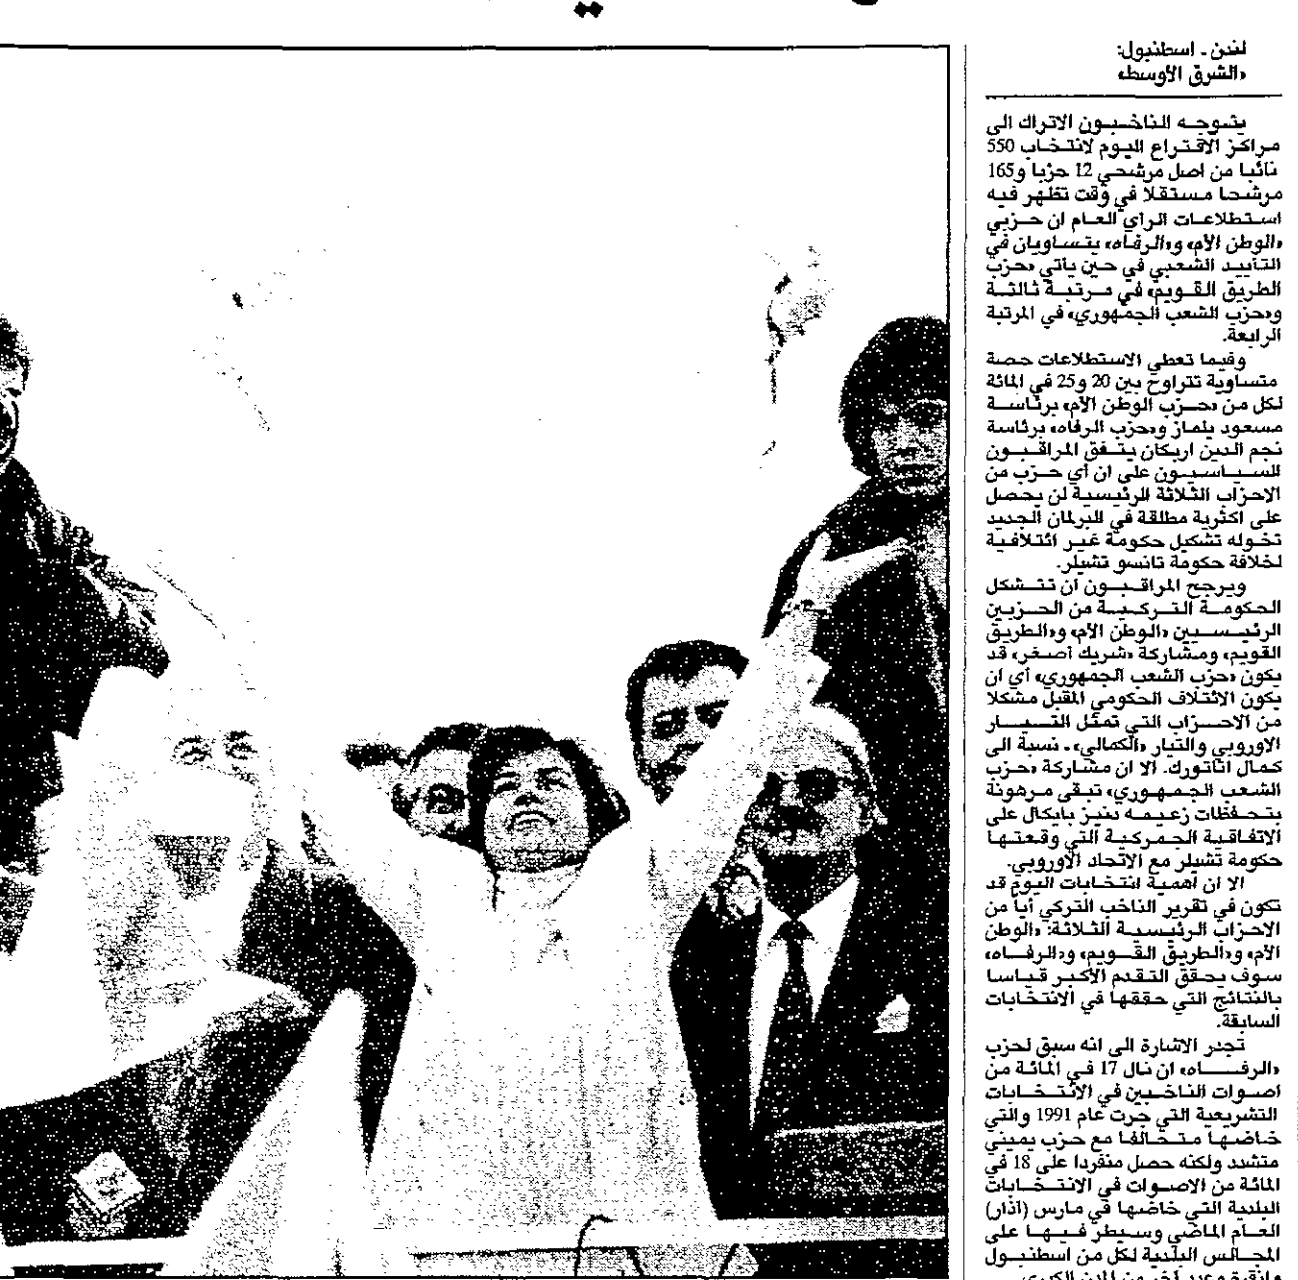 لندن ـ اسطنبول:
«الشرق الأوسط»
يتوجه الناخبون الاتراك الى
مراكز الاقتراع اليوم لانتخاب 550
نائبا من اصل مرشحي 12 حزبا و165
مرشحا مستقلا في وقت تظهر فيه
استطلاعات الرأي العام ان حزبي
«الوطن الأم» و«الرفاه» يتساويان في
التأييد الشعبي في حين يأتي «حزب
الطريق القويم» في مرتبة ثالثة
و«حزب الشعب الجمهوري» في المرتبة
الرابعة.
وفيما تعطي الاستطلاعات حصة
متساوية تتراوح بين 20 و25 في المائة
لكل من «حزب الوطن الأم» برئاسة
مسعود يلماز و«حزب الرفاه» برئاسة
نجم الدين اربكان يتفق المراقبون
السياسيون على ان أي حزب من
الاحزاب الثلاثة الرئيسية لن يحصل
على اكثرية مطلقة في البرلمان الجديد
تخوله تشكيل حكومة غير ائتلافية
لخلافة حكومة تانسو تشيلر.
ويرجح المراقبون أن تتشكل
الحكومة التركية من الحزبين
الرئيسيين «الوطن الأم» و«الطريق
القويم» ومشاركة «شريك أصغر» قد
يكون «حزب الشعب الجمهوري» أي ان
يكون الائتلاف الحكومي المقبل مشكلا
من الاحزاب التي تمثل التيار
الاوروبي والتيار «الكمالي» ـ نسبة الى
كمال اتاتورك. الا ان مشاركة «حزب
الشعب الجمهوري» تبقى مرهونة
بتحفظات زعيمه دينيز بايكال على
الاتفاقية الجمركية التي وقعتها
حكومة تشيلر مع الاتحاد الأوروبي.
الا ان اهمية انتخابات اليوم قد
تكون في تقرير الناخب التركي أياً من
الاحزاب الرئيسية الثلاثة: «الوطن
الأم» و«الطريق القويم» و«الرفاه»
سوف يحقق التقدم الأكبر قياسا
بالنتائج التي حققها في الانتخابات
السابقة.
تجدر الاشارة الى انه سبق لحزب
«الرفاه» ان نال 17 في المائة من
اصوات الناخبين في الانتخابات
التشريعية التي جرت عام 1991 والتي
خاضها متحالفا مع حزب يميني
متشدد ولكنه حصل منفردا على 18 في
المائة من الاصوات في الانتخابات
البلدية التي خاضها في مارس (آذار)
العام الماضي وسيطر فيها على
المجالس البلدية لكل من اسطنبول